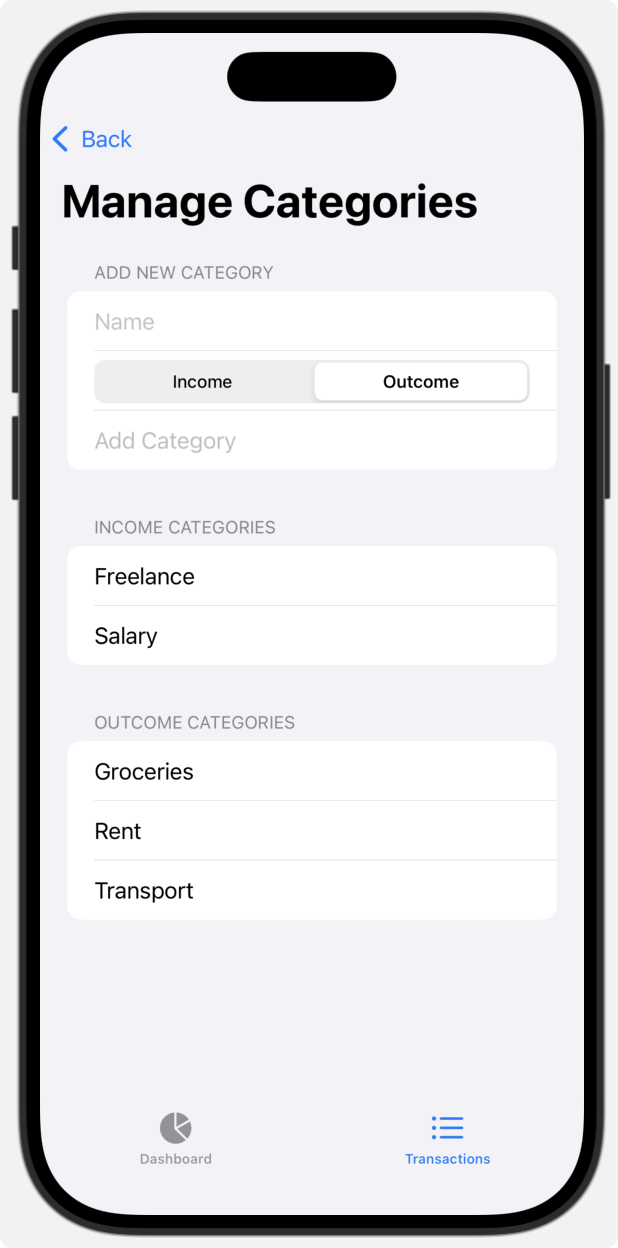 Back
Manage Categories
ADD NEW CATEGORY
Name
Income Outcome
Add Category
INCOME CATEGORIES
Freelance
Salary
OUTCOME CATEGORIES
Groceries
Rent
Transport
Dashboard Transactions